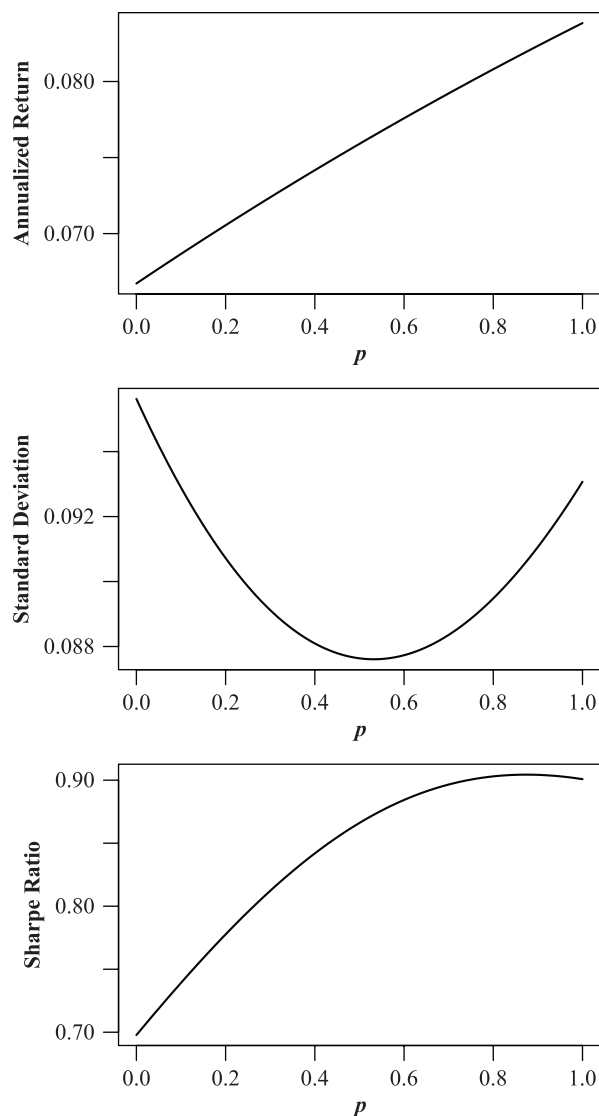 Annualized Return
0.080
0.070
0.0 0.2 0.4 0.6 0.8 1.0
p
Standard Deviation
0.092
0.088
0.0 0.2 0.4 0.6 0.8 1.0
p
Sharpe Ratio
0.90
0.80
0.70
0.0 0.2 0.4 0.6 0.8 1.0
p